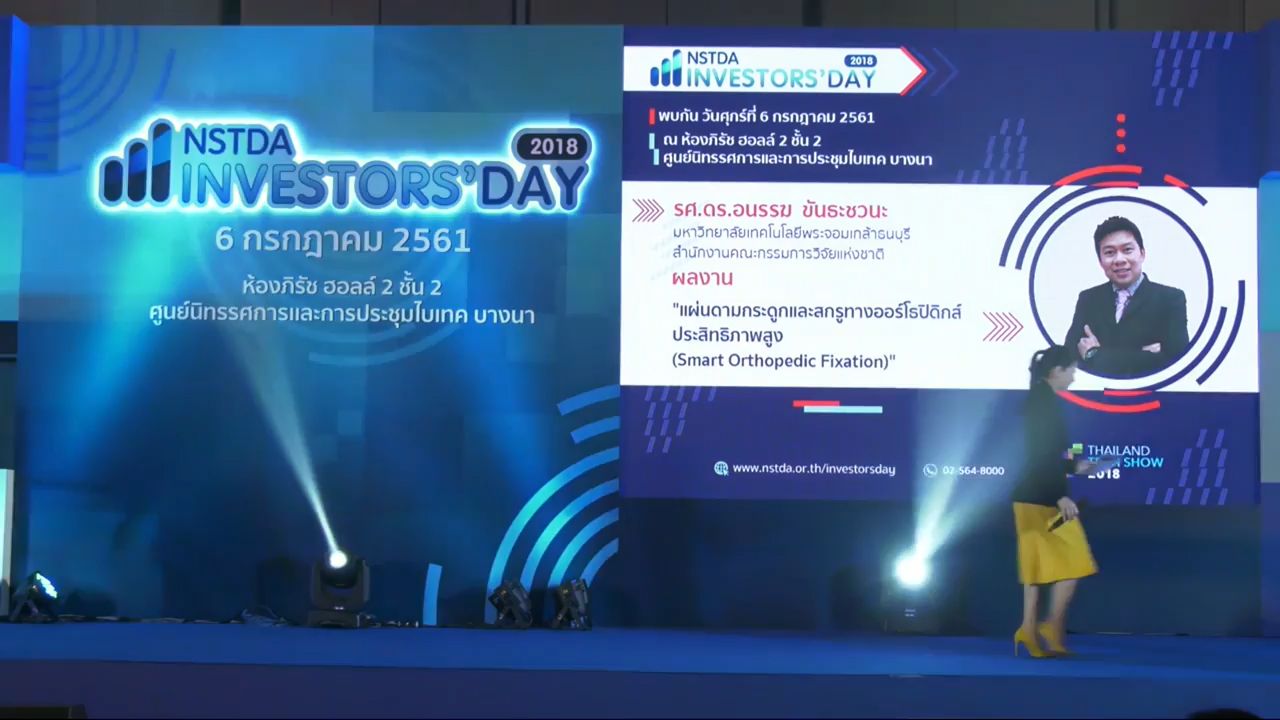 NSTDA
INVESTORS'DAY
2018
6 กรกฎาคม 2561
ห้องภิรัช ฮอลล์ 2 ชั้น 2
ศูนย์นิทรรศการและการประชุมไบเทค บางนา
NSTDA
INVESTORS'DAY
2018
พบกัน วันศุกร์ที่ 6 กรกฎาคม 2561
ณ ห้องภิรัช ฮอลล์ 2 ชั้น 2
ศูนย์นิทรรศการและการประชุมไบเทค บางนา
รศ.ดร.อนรรฆ ขันธะชวนะ
มหาวิทยาลัยเทคโนโลยีพระจอมเกล้าธนบุรี
สำนักงานคณะกรรมการวิจัยแห่งชาติ
ผลงาน
"แผ่นดามกระดูกและสกรูทางออร์โธปิดิกส์
ประสิทธิภาพสูง
(Smart Orthopedic Fixation)"
www.nstda.or.th/investorsday
02-564-8000
THAILAND
TECH SHOW
2018